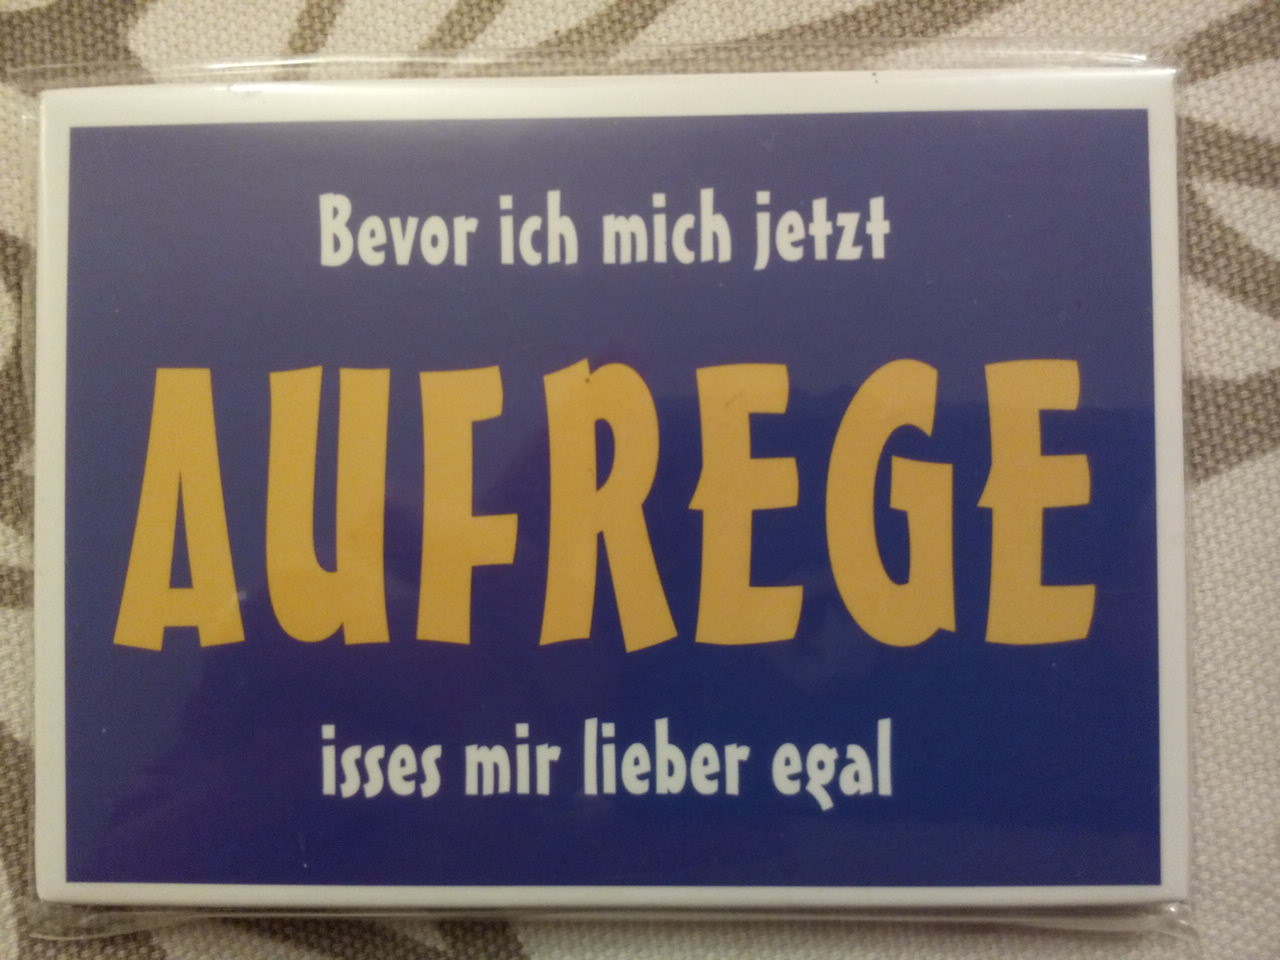 Bevor ich mich jetzt
AUFREGE
isses mir lieber egal